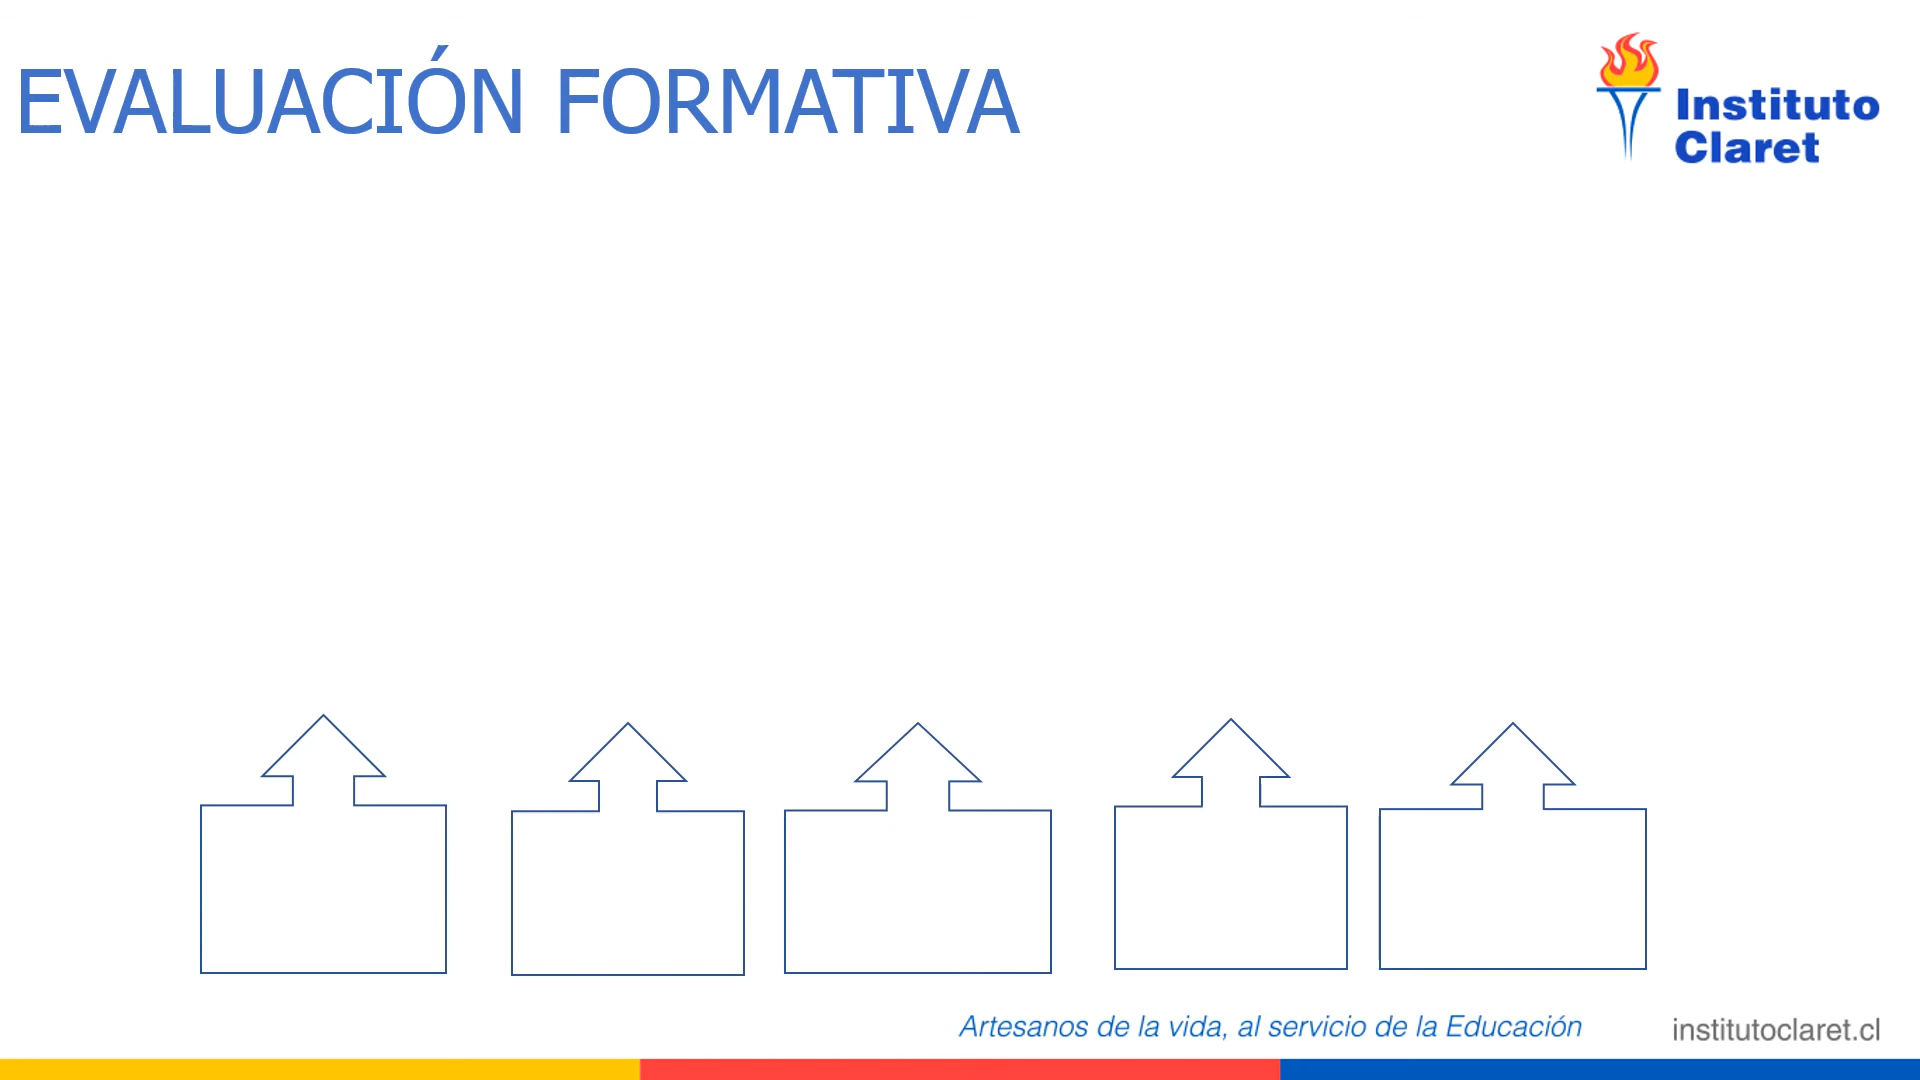 EVALUACIÓN FORMATIVA
Instituto
Claret
Artesanos de la vida, al servicio de la Educación
institutoclaret.cl